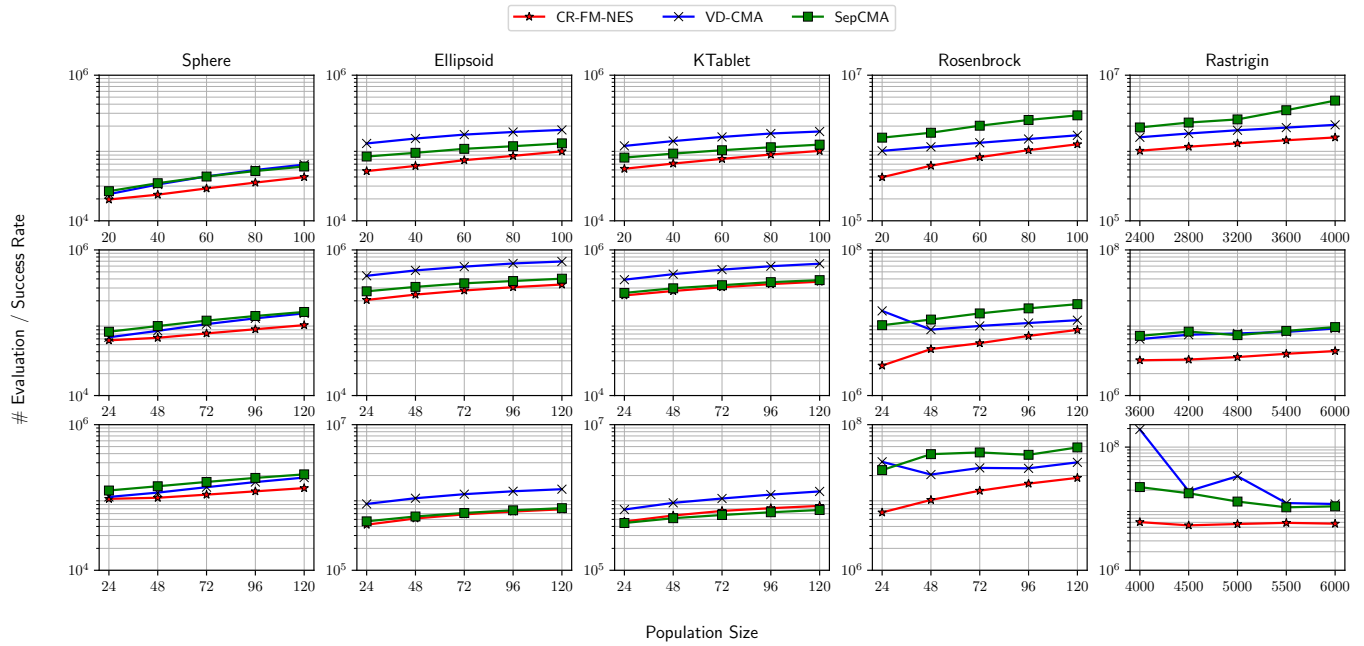 CR-FM-NES VD-CMA SepCMA
Sphere Ellipsoid KTablet Rosenbrock Rastrigin
10^6 10^6 10^6 10^7 10^7
10^4 10^4 10^4 10^5 10^5
20 40 60 80 100 20 40 60 80 100 20 40 60 80 100 20 40 60 80 100 2400 2800 3200 3600 4000
10^6 10^6 10^6 10^8 10^8
# Evaluation / Success Rate
10^4 10^4 10^4 10^6 10^6
24 48 72 96 120 24 48 72 96 120 24 48 72 96 120 24 48 72 96 120 3600 4200 4800 5400 6000
10^6 10^7 10^7 10^8 10^8
10^4 10^5 10^5 10^6 10^6
24 48 72 96 120 24 48 72 96 120 24 48 72 96 120 24 48 72 96 120 4000 4500 5000 5500 6000
Population Size